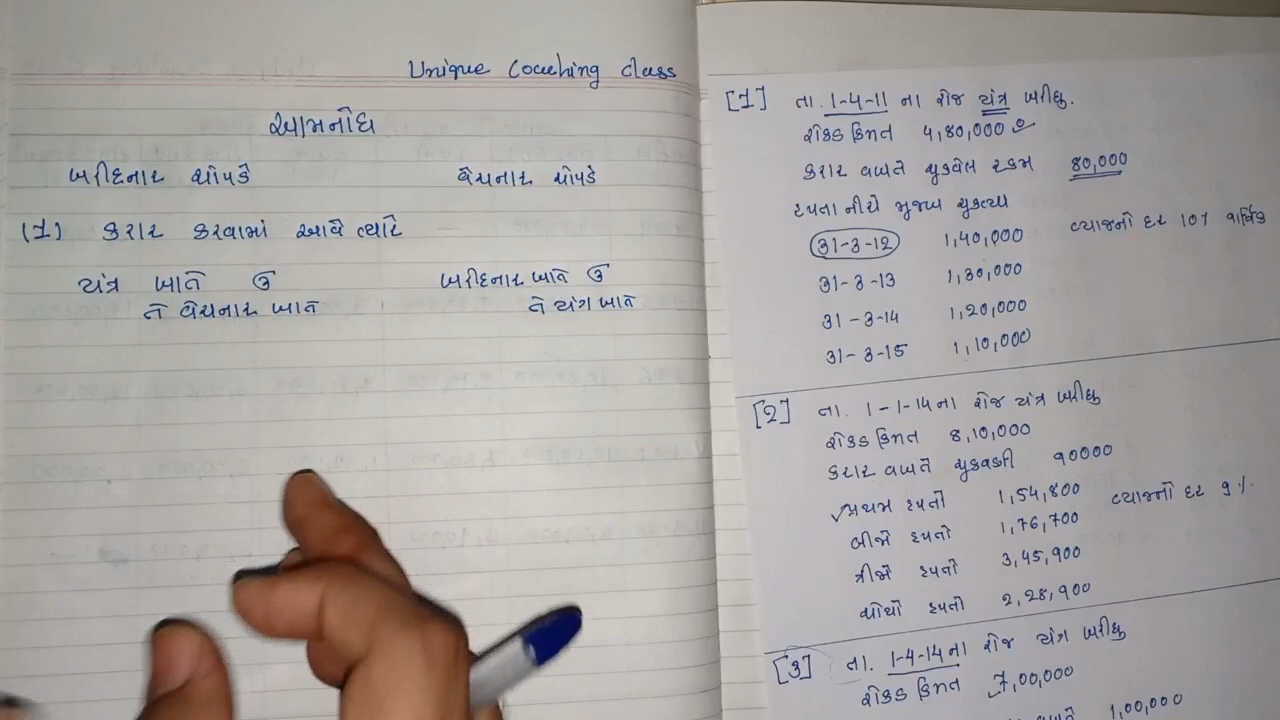 Unique Coaching Class
આમનોંધ
ખરીદનાર ચોપડે વેચનાર ચોપડે
(1) કરાર કરવામાં આવે ત્યારે
યંત્ર ખાતે ઉ ખરીદનાર ખાતે ઉ
તે વેચનાર ખાતે તે યંત્ર ખાતે
[1] તા. 1-4-11 ના રોજ યંત્ર ખરીદ્યુ.
રોકડ કિંમત 4,80,000
કરાર વખતે ચુકવેલ રકમ 80,000
હપતા નીચે મુજબ ચુકવ્યા
31-3-12 1,40,000 વ્યાજનો દર 10% વાર્ષિક
31-3-13 1,30,000
31-3-14 1,20,000
31-3-15 1,10,000
[2] તા. 1-1-14 ના રોજ યંત્ર ખરીદ્યુ
રોકડ કિંમત 8,10,000
કરાર વખતે ચુકવણી 90000
પ્રથમ હપતો 1,54,800 વ્યાજનો દર 9%.
બીજો હપતો 1,76,700
ત્રીજો હપતો 3,45,900
ચોથો હપતો 2,28,900
[3] તા. 1-4-14 ના રોજ યંત્ર ખરીદ્યુ
રોકડ કિંમત 7,00,000
1,00,000